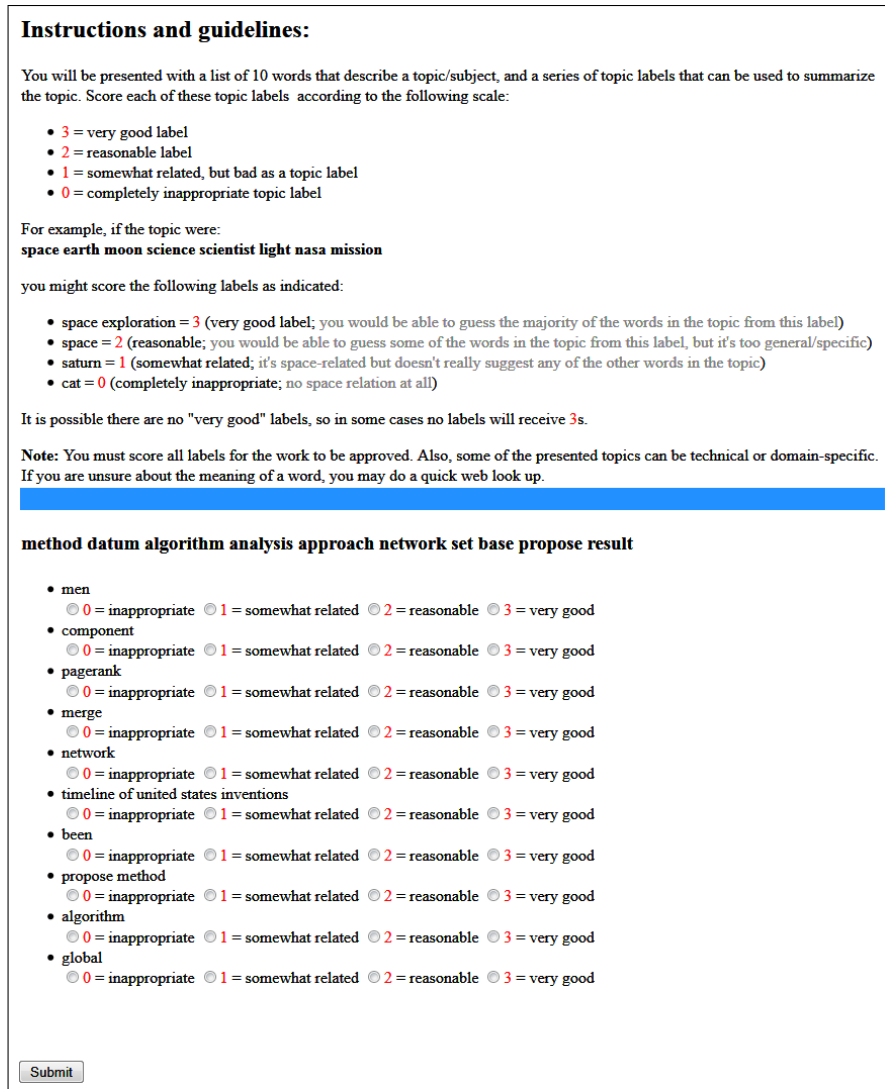 Instructions and guidelines:
You will be presented with a list of 10 words that describe a topic/subject, and a series of topic labels that can be used to summarize
the topic. Score each of these topic labels according to the following scale:
• 3 = very good label
• 2 = reasonable label
• 1 = somewhat related, but bad as a topic label
• 0 = completely inappropriate topic label
For example, if the topic were:
space earth moon science scientist light nasa mission
you might score the following labels as indicated:
• space exploration = 3 (very good label; you would be able to guess the majority of the words in the topic from this label)
• space = 2 (reasonable; you would be able to guess some of the words in the topic from this label, but it's too general/specific)
• saturn = 1 (somewhat related; it's space-related but doesn't really suggest any of the other words in the topic)
• cat = 0 (completely inappropriate; no space relation at all)
It is possible there are no "very good" labels, so in some cases no labels will receive 3s.
Note: You must score all labels for the work to be approved. Also, some of the presented topics can be technical or domain-specific.
If you are unsure about the meaning of a word, you may do a quick web look up.
method datum algorithm analysis approach network set base propose result
• men
0 = inappropriate 1 = somewhat related 2 = reasonable 3 = very good
• component
0 = inappropriate 1 = somewhat related 2 = reasonable 3 = very good
• pagerank
0 = inappropriate 1 = somewhat related 2 = reasonable 3 = very good
• merge
0 = inappropriate 1 = somewhat related 2 = reasonable 3 = very good
• network
0 = inappropriate 1 = somewhat related 2 = reasonable 3 = very good
• timeline of united states inventions
0 = inappropriate 1 = somewhat related 2 = reasonable 3 = very good
• been
0 = inappropriate 1 = somewhat related 2 = reasonable 3 = very good
• propose method
0 = inappropriate 1 = somewhat related 2 = reasonable 3 = very good
• algorithm
0 = inappropriate 1 = somewhat related 2 = reasonable 3 = very good
• global
0 = inappropriate 1 = somewhat related 2 = reasonable 3 = very good
Submit